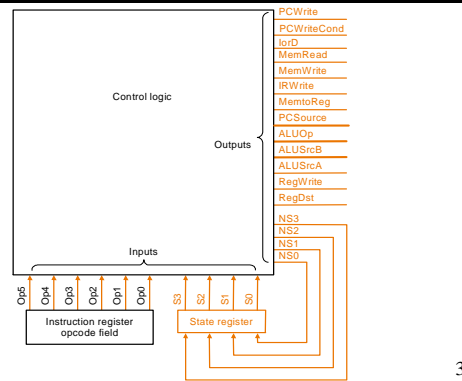 PCWrite
PCWriteCond
IorD
MemRead
MemWrite
IRWrite
MemtoReg
PCSource
ALUOp
ALUSrcB
ALUSrcA
RegWrite
RegDst
NS3
NS2
NS1
NS0
Control logic
Outputs
Inputs
Op5
Op4
Op3
Op2
Op1
Op0
S3
S2
S1
S0
Instruction register
opcode field
State register
3